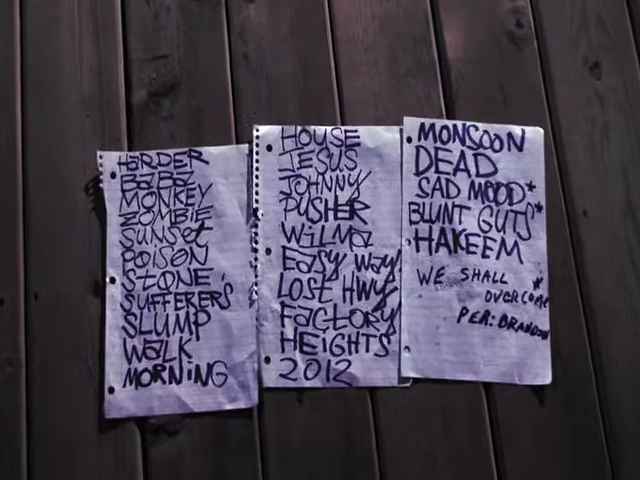 HARDER
BaBa
MONKEY
ZOMBIE
SUNSet
POISON
STONE
SUFFERERS
SLUMP
WaLK
MORNiNG
HOUSE
JESUS
JOHNNY
PUSHER
WiLMa
Easy way
LOST HWY
FacTORY
HEiGHTS
2012
MONSOON
DEAD
SAD MOOD*
BLUNT GUTS*
HAKEEM
WE SHALL *
OVERCOME
PER: BRANDON